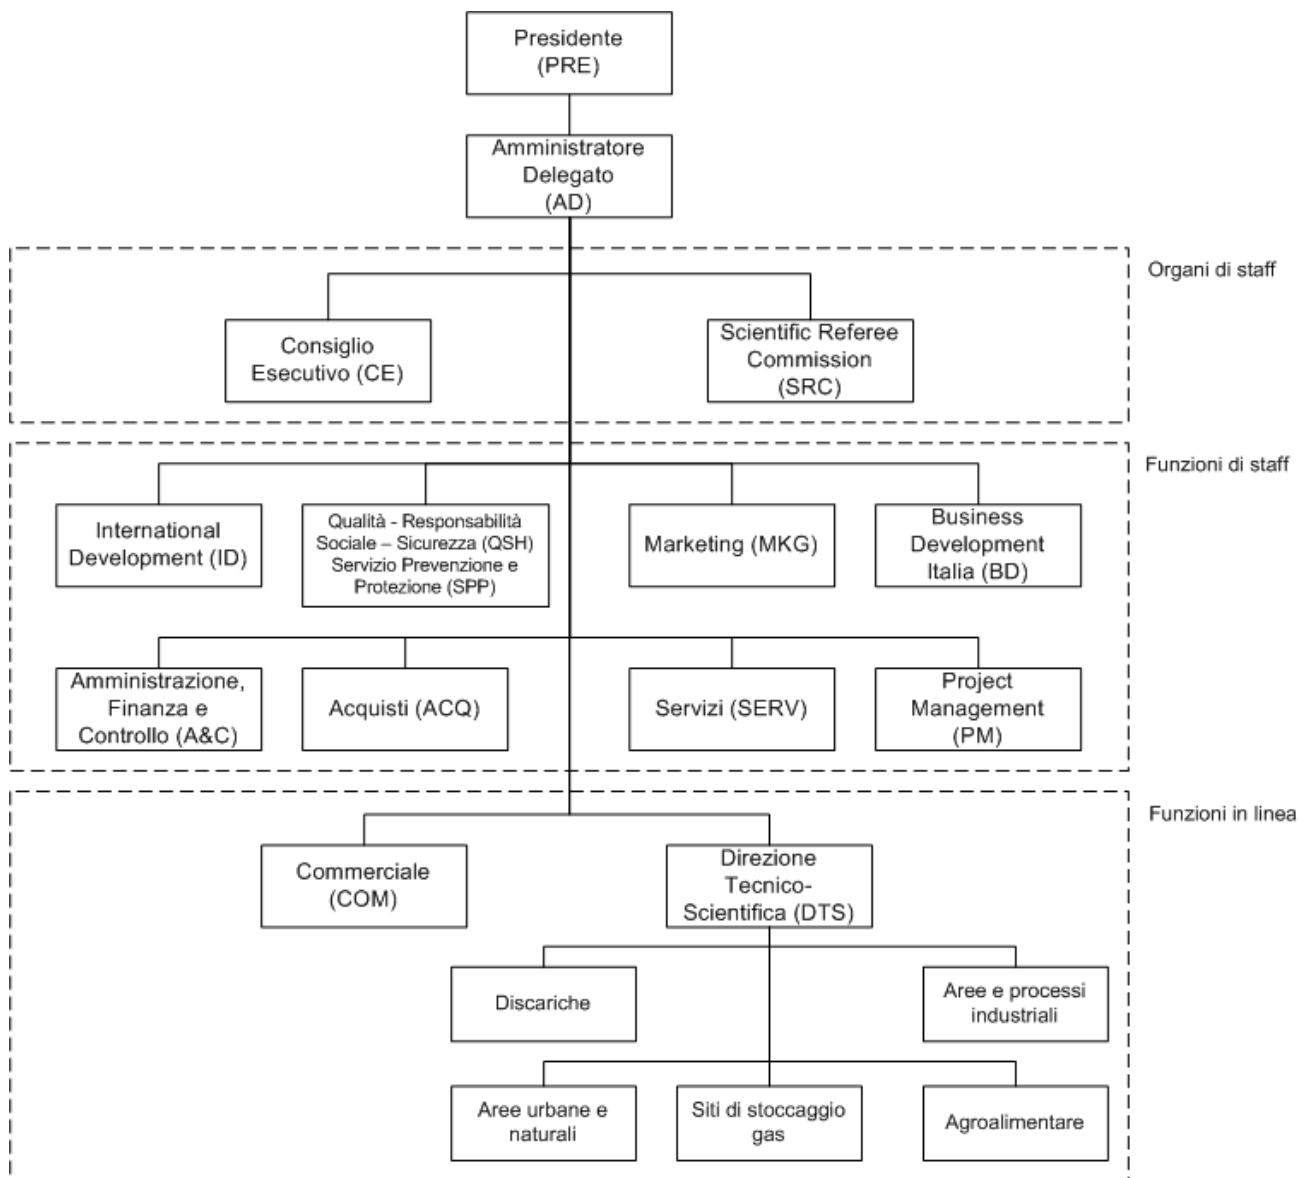 Presidente
(PRE)
Amministratore
Delegato
(AD)
Organi di staff
Consiglio
Esecutivo (CE)
Scientific Referee
Commission
(SRC)
Funzioni di staff
International
Development (ID)
Qualità - Responsabilità
Sociale – Sicurezza (QSH)
Servizio Prevenzione e
Protezione (SPP)
Marketing (MKG)
Business
Development
Italia (BD)
Amministrazione,
Finanza e
Controllo (A&C)
Acquisti (ACQ)
Servizi (SERV)
Project
Management
(PM)
Funzioni in linea
Commerciale
(COM)
Direzione
Tecnico-
Scientifica (DTS)
Discariche
Aree e processi
industriali
Aree urbane e
naturali
Siti di stoccaggio
gas
Agroalimentare